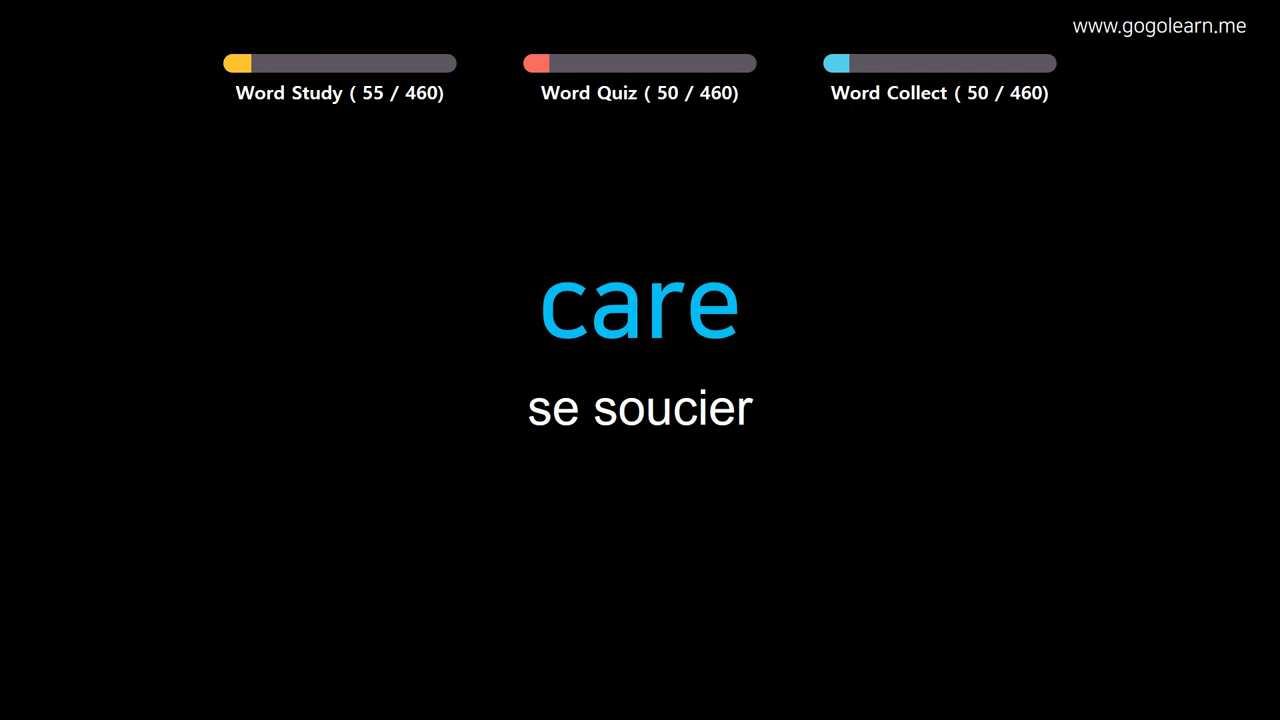 www.gogolearn.me
Word Study ( 55 / 460)
Word Quiz ( 50 / 460)
Word Collect ( 50 / 460)
care
se soucier